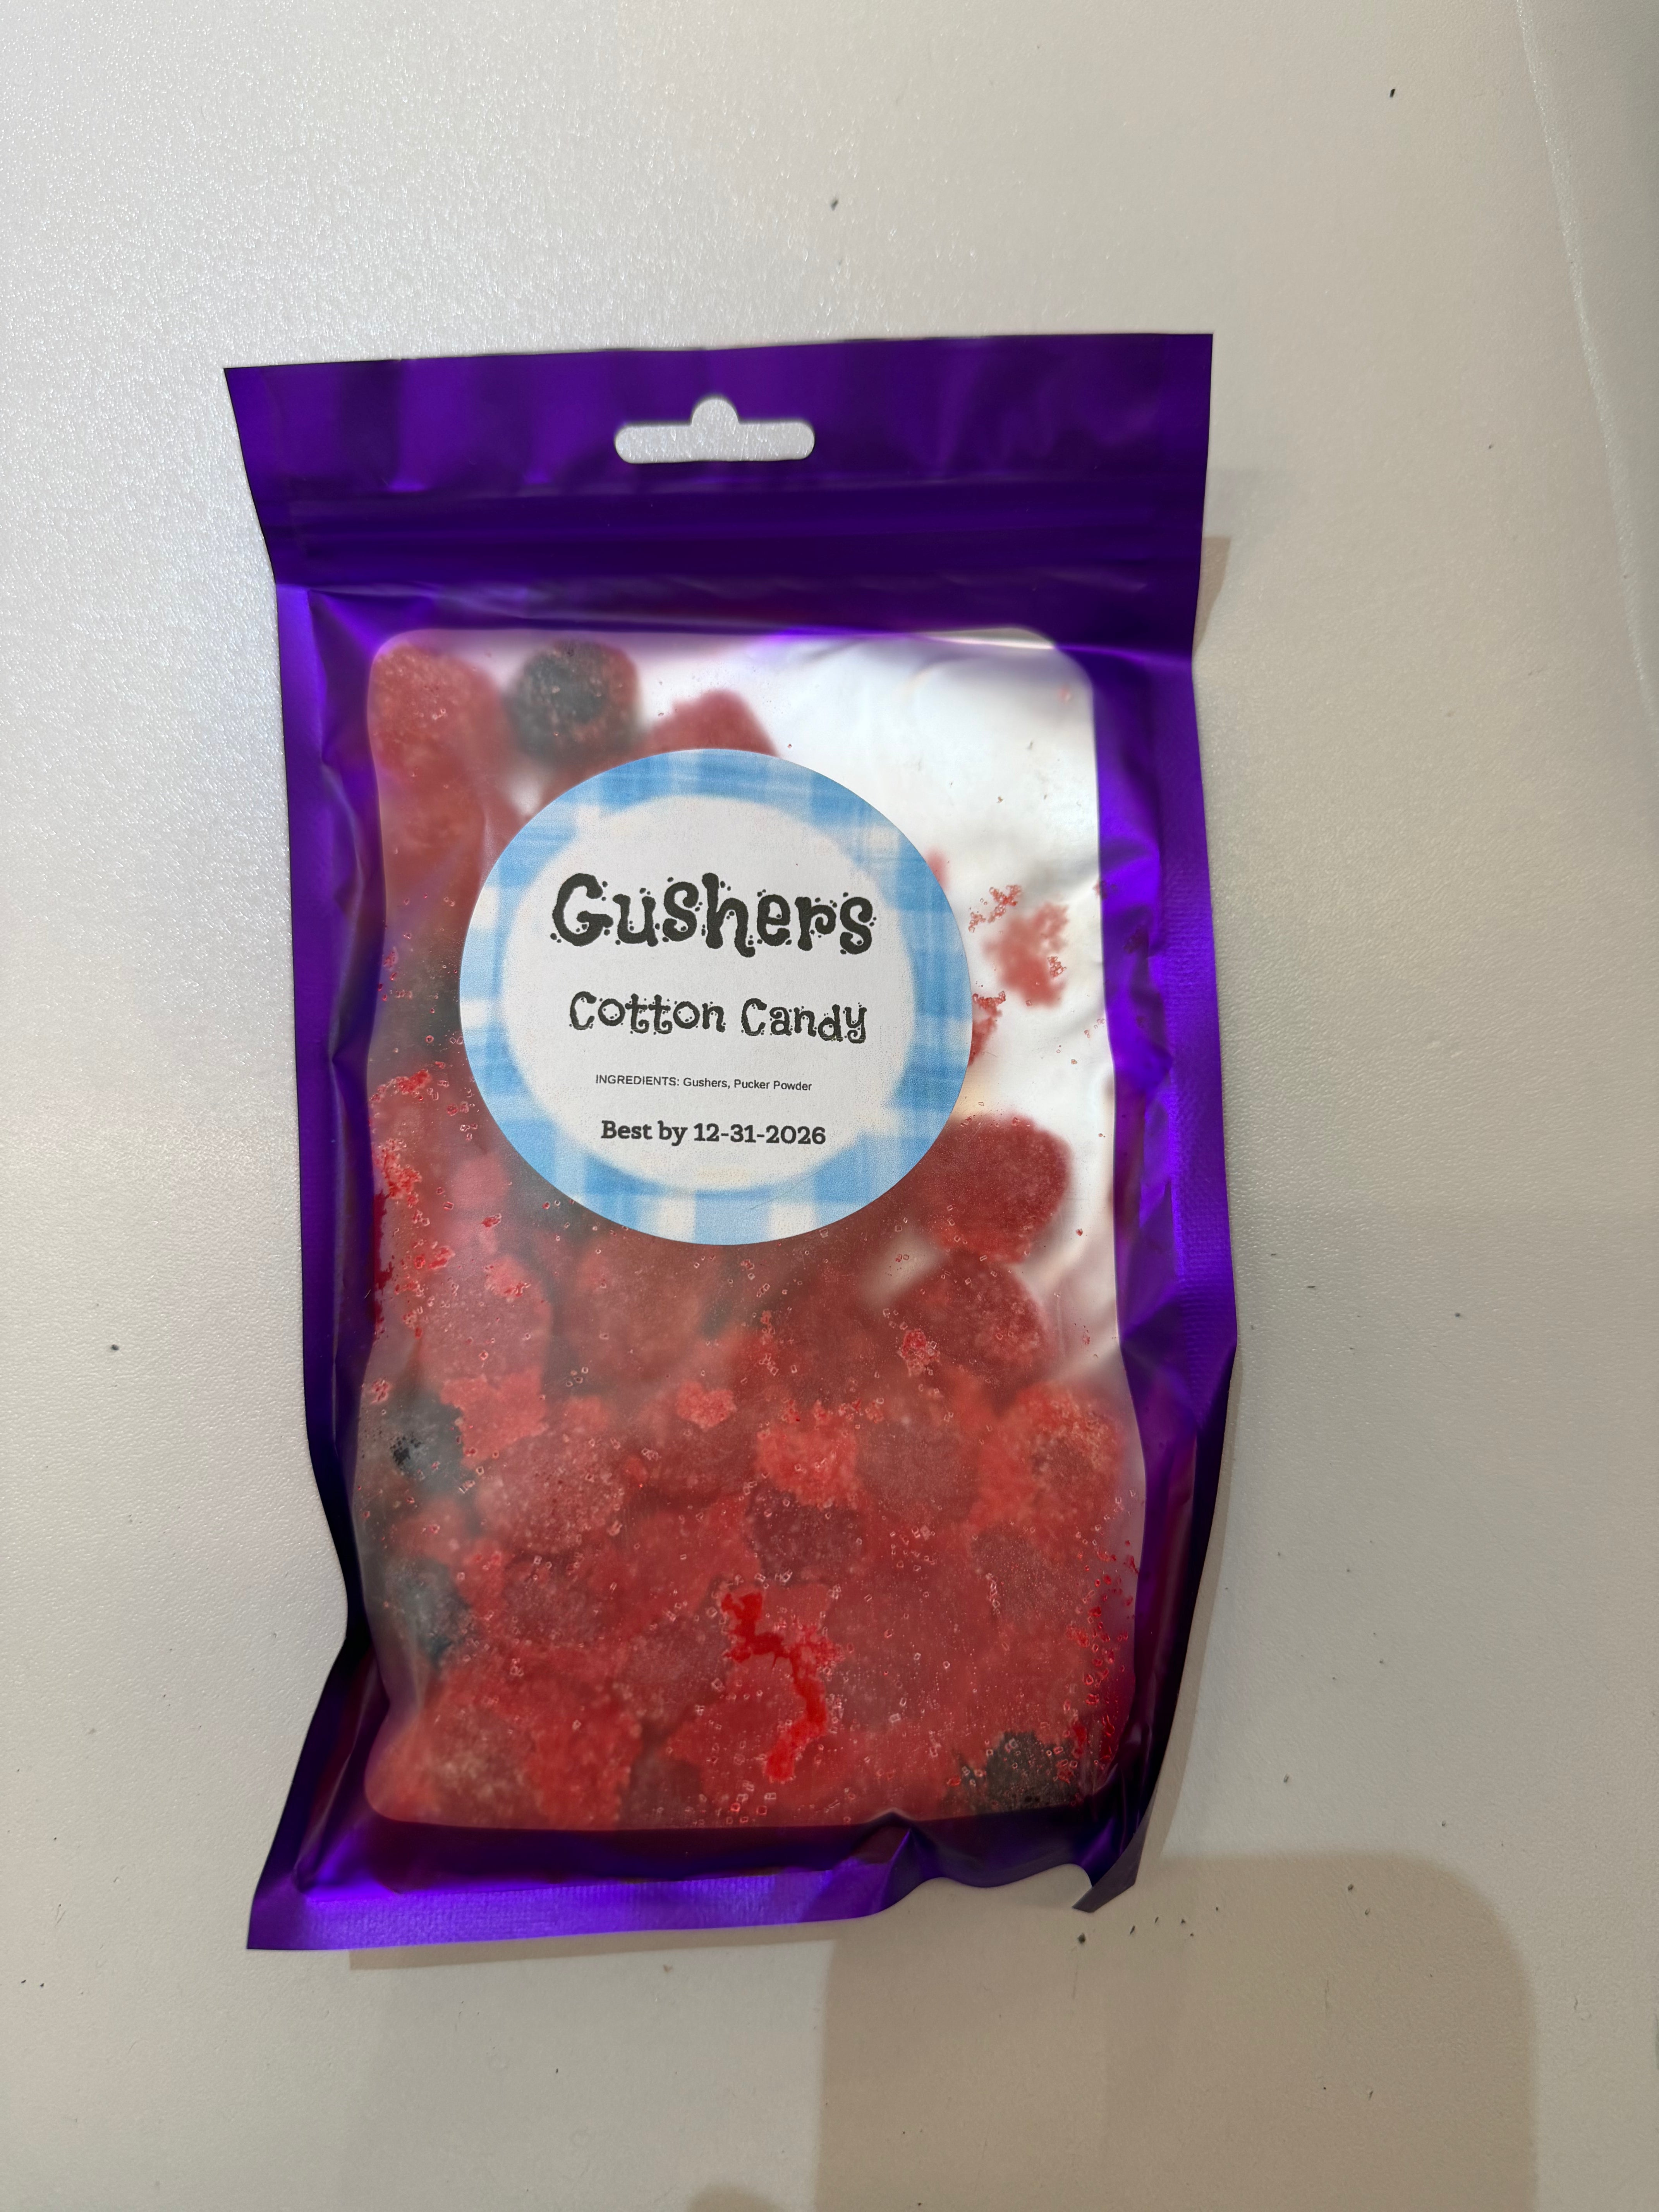 Gushers
Cotton Candy
INGREDIENTS: Gushers, Pucker Powder
Best by 12-31-2026